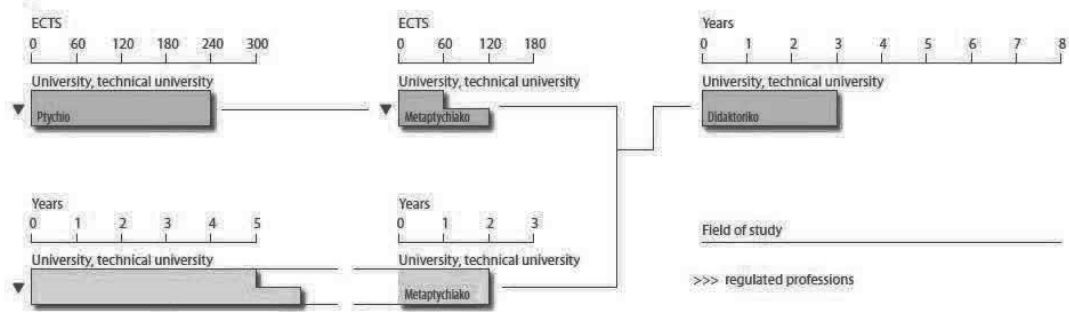 ECTS
0 60 120 180 240 300
University, technical university
Ptychio
ECTS
0 60 120 180
University, technical university
Metaptychiako
Years
0 1 2 3 4 5 6 7 8
University, technical university
Didaktoriko
Years
0 1 2 3 4 5
University, technical university
Years
0 1 2 3
University, technical university
Metaptychiako
Field of study
>>> regulated professions